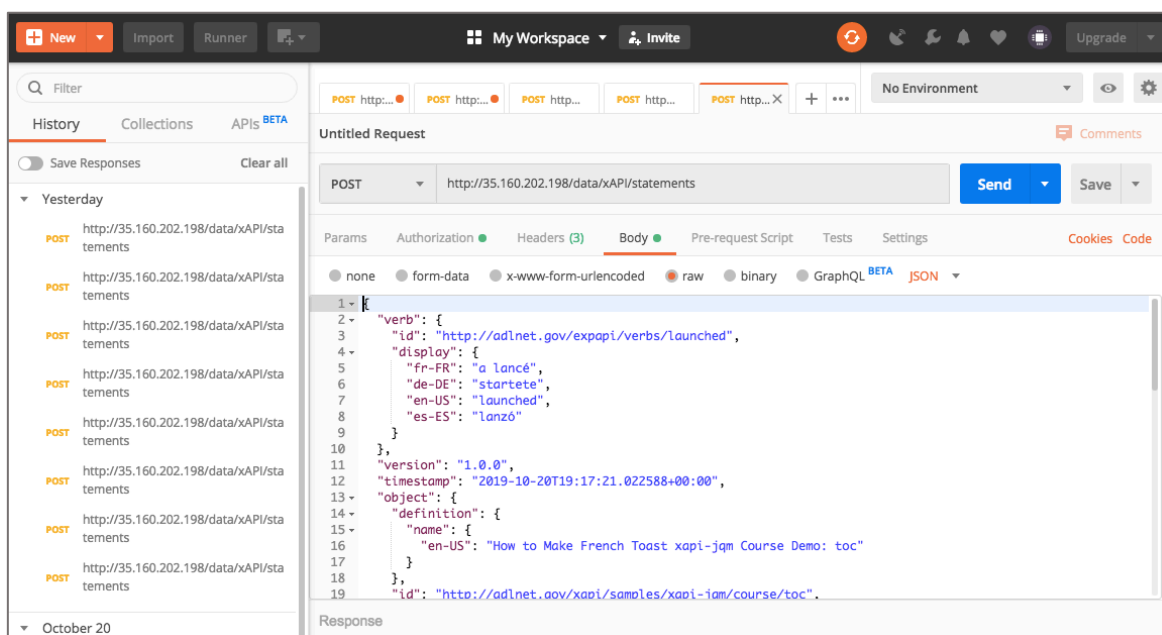 New Import Runner My Workspace Invite Upgrade
Filter
History Collections APIs BETA
Save Responses Clear all
Yesterday
POST http://35.160.202.198/data/xAPI/sta
tements
POST http://35.160.202.198/data/xAPI/sta
tements
POST http://35.160.202.198/data/xAPI/sta
tements
POST http://35.160.202.198/data/xAPI/sta
tements
POST http://35.160.202.198/data/xAPI/sta
tements
POST http://35.160.202.198/data/xAPI/sta
tements
POST http://35.160.202.198/data/xAPI/sta
tements
POST http://35.160.202.198/data/xAPI/sta
tements
October 20
POST http:... POST http:... POST http... POST http... POST http... X + ... No Environment
Untitled Request Comments
POST http://35.160.202.198/data/xAPI/statements Send Save
Params Authorization Headers (3) Body Pre-request Script Tests Settings Cookies Code
none form-data x-www-form-urlencoded raw binary GraphQL BETA JSON
1 {
2 "verb": {
3 "id": "http://adlnet.gov/expapi/verbs/launched",
4 "display": {
5 "fr-FR": "a lancé",
6 "de-DE": "startete",
7 "en-US": "launched",
8 "es-ES": "lanzó"
9 }
10 },
11 "version": "1.0.0",
12 "timestamp": "2019-10-20T19:17:21.022588+00:00",
13 "object": {
14 "definition": {
15 "name": {
16 "en-US": "How to Make French Toast xapi-jqm Course Demo: toc"
17 }
18 },
19 "id": "http://adlnet.gov/xapi/samples/xapi-jqm/course/toc",
Response